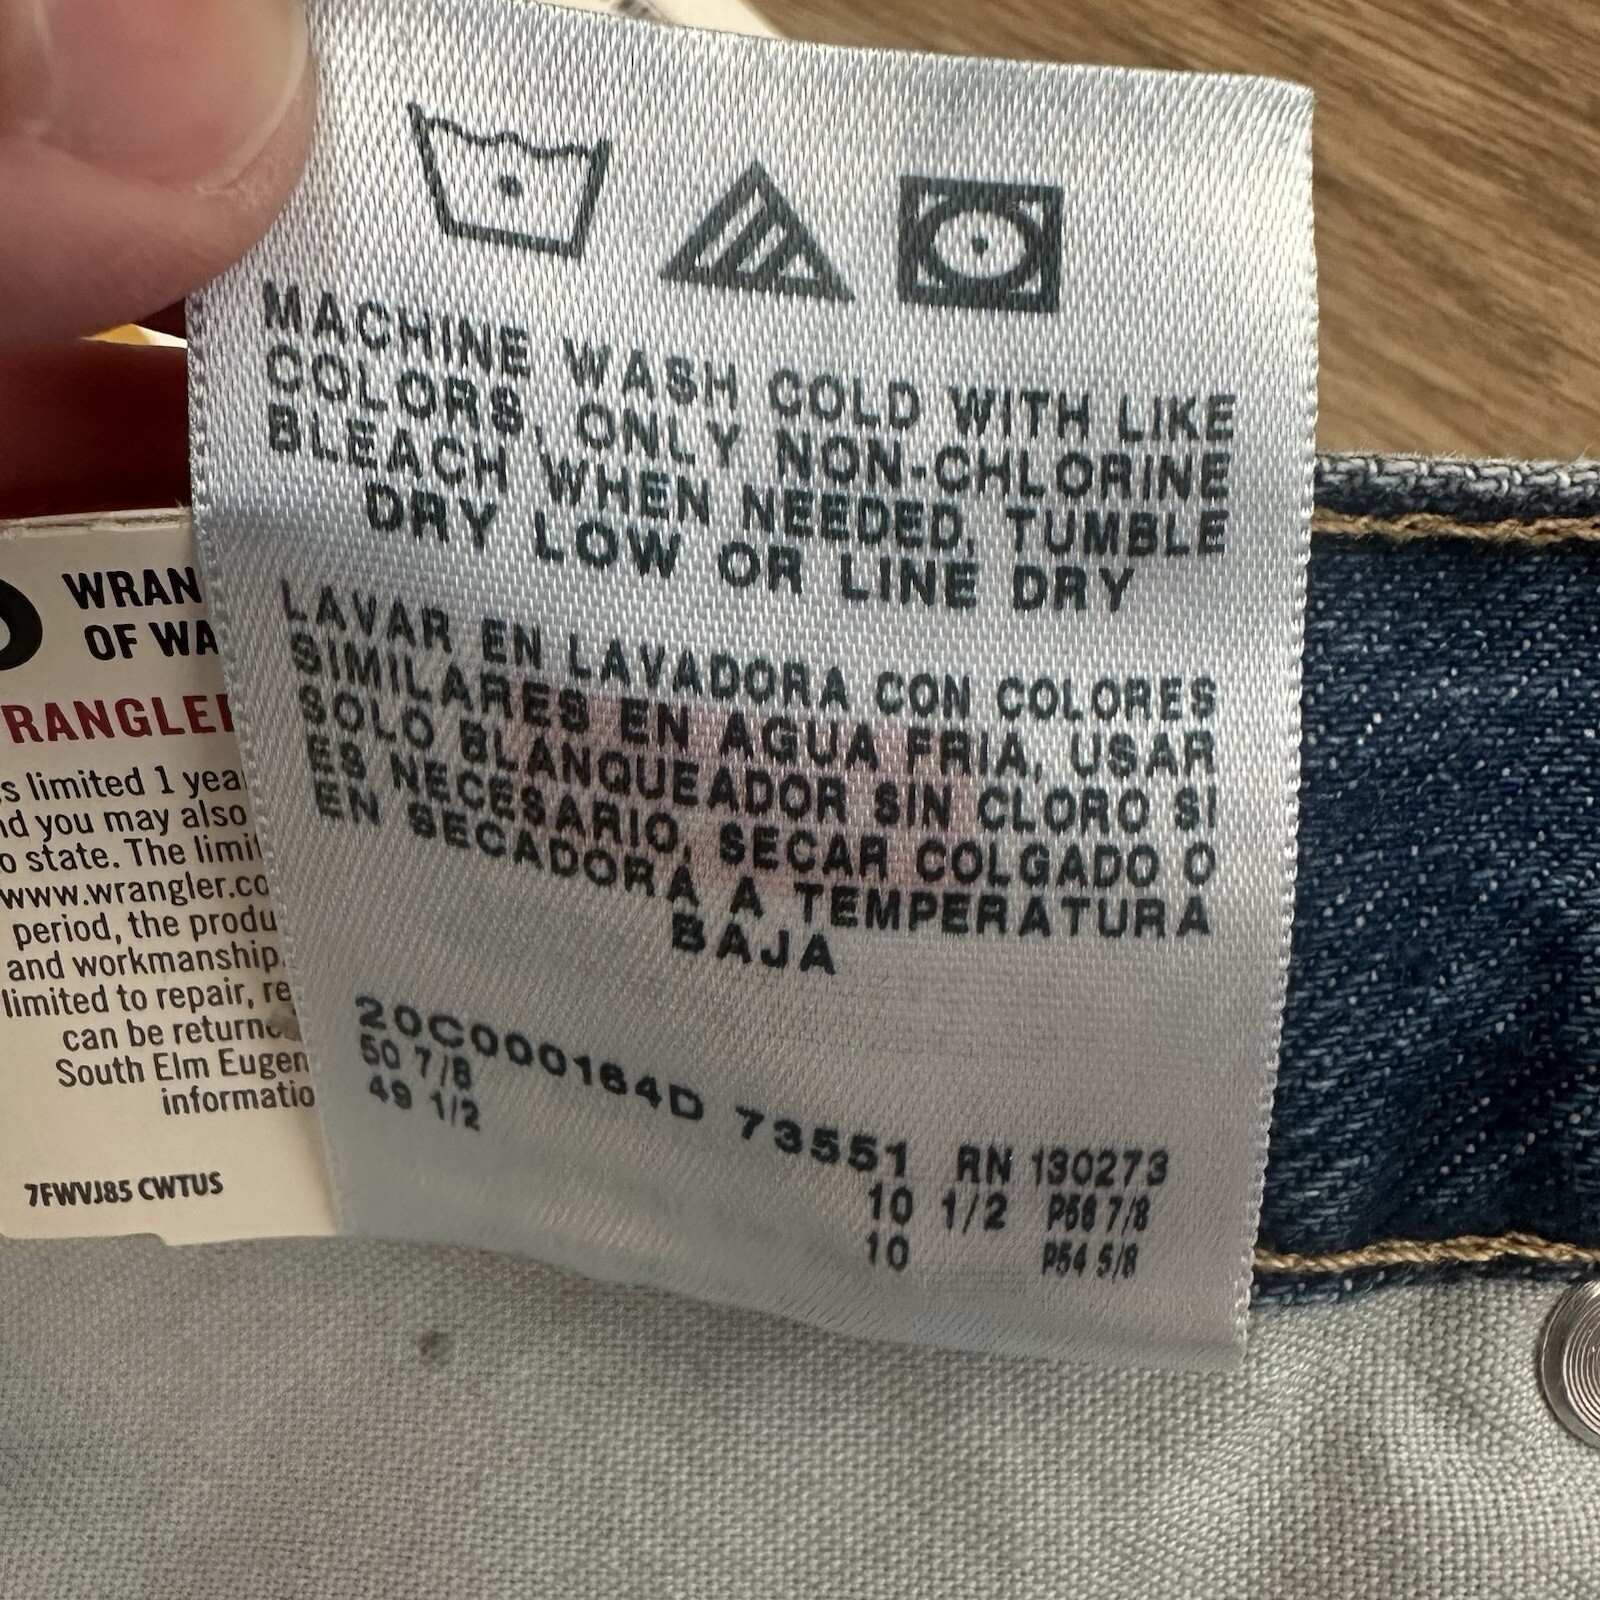 MACHINE WASH COLD WITH LIKE
COLORS, ONLY NON-CHLORINE
BLEACH WHEN NEEDED, TUMBLE
DRY LOW OR LINE DRY
LAVAR EN LAVADORA CON COLORES
SIMILARES EN AGUA FRIA, USAR
SOLO BLANQUEADOR SIN CLORO SI
ES NECESARIO, SECAR COLGADO O
EN SECADORA A TEMPERATURA
BAJA
20C000164D 73551 RN 130273
50 7/8 10 1/2 P56 7/8
49 1/2 10 P54 5/8
WRAN
OF WA
RANGLER
s limited 1 yea
nd you may also
o state. The limi
www.wrangler.co
period, the produ
and workmanship.
limited to repair, re
can be return
South Elm Eugen
informatio
7FWVJ85 CWTUS